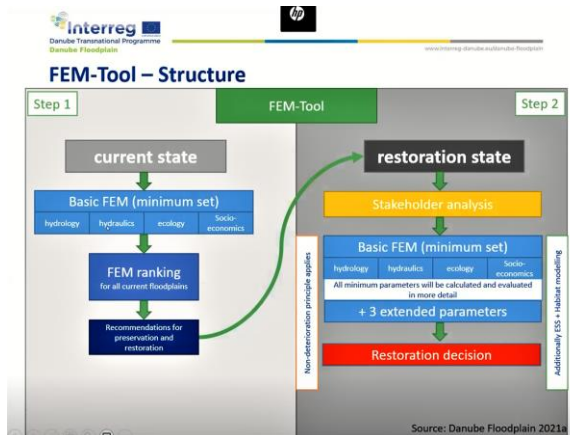 hp
Interreg
Danube Transnational Programme
Danube Floodplain
www.interreg-danube.eu/danube-floodplain
FEM-Tool – Structure
Step 1
FEM-Tool
Step 2
current state
Basic FEM (minimum set)
hydrology
hydraulics
ecology
Socio-
economics
FEM ranking
for all current floodplains
Recommendations for
preservation and
restoration
restoration state
Stakeholder analysis
Non-deterioration principle applies
Basic FEM (minimum set)
hydrology
hydraulics
ecology
Socio-
economics
All minimum parameters will be calculated and evaluated
in more detail
+ 3 extended parameters
Restoration decision
Additionally ESS + Habitat modelling
Source: Danube Floodplain 2021a